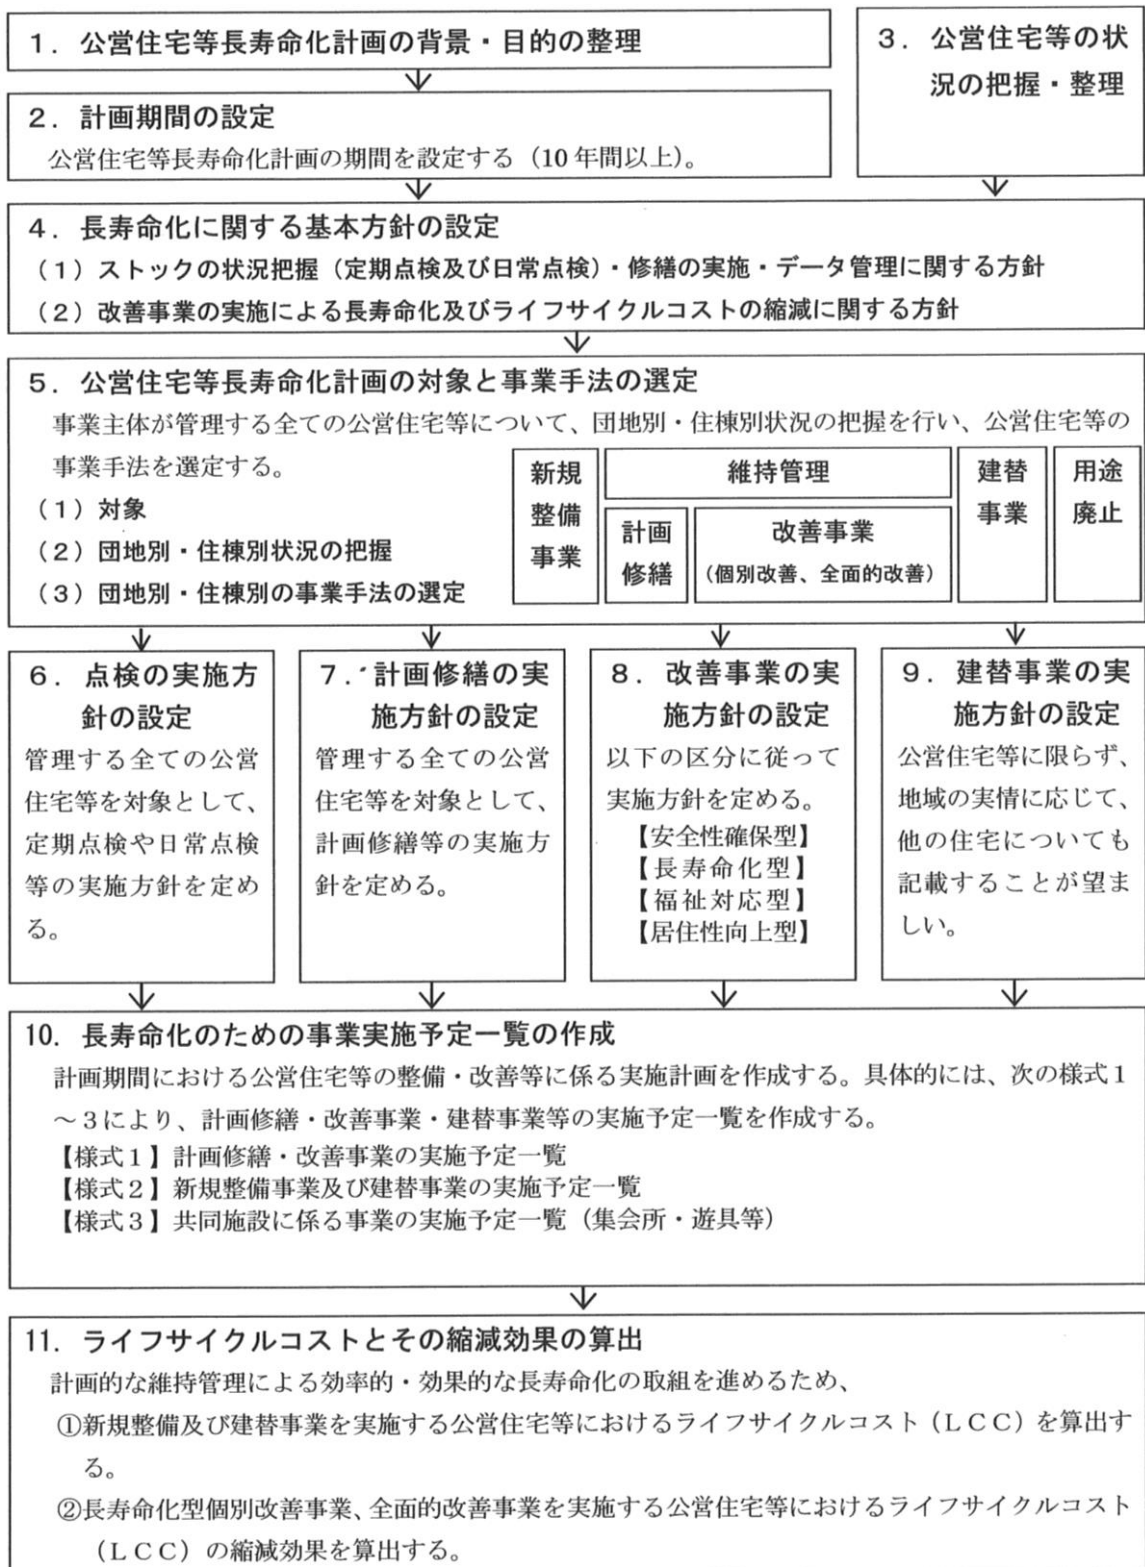 1．公営住宅等長寿命化計画の背景・目的の整理
3．公営住宅等の状
況の把握・整理
2．計画期間の設定
公営住宅等長寿命化計画の期間を設定する（10 年間以上）。
4．長寿命化に関する基本方針の設定
（1）ストックの状況把握（定期点検及び日常点検）・修繕の実施・データ管理に関する方針
（2）改善事業の実施による長寿命化及びライフサイクルコストの縮減に関する方針
5．公営住宅等長寿命化計画の対象と事業手法の選定
事業主体が管理する全ての公営住宅等について、団地別・住棟別状況の把握を行い、公営住宅等の
事業手法を選定する。
（1）対象
（2）団地別・住棟別状況の把握
（3）団地別・住棟別の事業手法の選定
新規
整備
事業
維持管理
計画
修繕
改善事業
（個別改善、全面的改善）
建替
事業
用途
廃止
6．点検の実施方
針の設定
管理する全ての公営
住宅等を対象として、
定期点検や日常点検
等の実施方針を定め
る。
7．計画修繕の実
施方針の設定
管理する全ての公営
住宅等を対象として、
計画修繕等の実施方
針を定める。
8．改善事業の実
施方針の設定
以下の区分に従って
実施方針を定める。
【安全性確保型】
【長寿命化型】
【福祉対応型】
【居住性向上型】
9．建替事業の実
施方針の設定
公営住宅等に限らず、
地域の実情に応じて、
他の住宅についても
記載することが望ま
しい。
10．長寿命化のための事業実施予定一覧の作成
計画期間における公営住宅等の整備・改善等に係る実施計画を作成する。具体的には、次の様式1
～3により、計画修繕・改善事業・建替事業等の実施予定一覧を作成する。
【様式1】計画修繕・改善事業の実施予定一覧
【様式2】新規整備事業及び建替事業の実施予定一覧
【様式3】共同施設に係る事業の実施予定一覧（集会所・遊具等）
11．ライフサイクルコストとその縮減効果の算出
計画的な維持管理による効率的・効果的な長寿命化の取組を進めるため、
①新規整備及び建替事業を実施する公営住宅等におけるライフサイクルコスト（ＬＣＣ）を算出す
る。
②長寿命化型個別改善事業、全面的改善事業を実施する公営住宅等におけるライフサイクルコスト
（ＬＣＣ）の縮減効果を算出する。